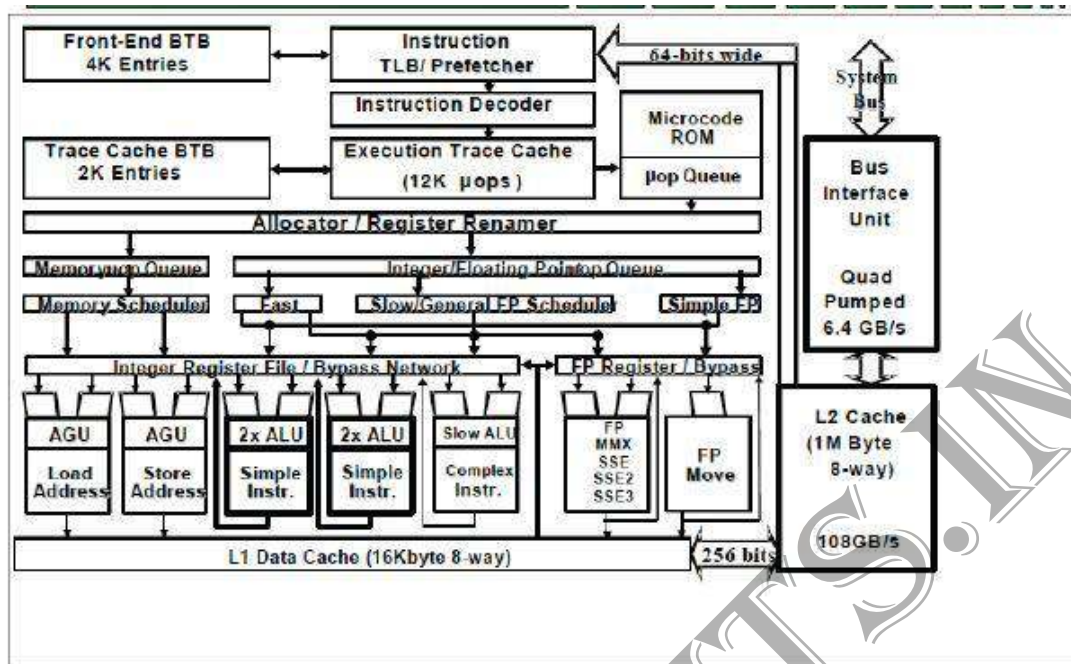 Front-End BTB
4K Entries
Instruction
TLB/ Prefetcher
64-bits wide
System
Bus
Instruction Decoder
Microcode
ROM
Trace Cache BTB
2K Entries
Execution Trace Cache
(12K µops)
µop Queue
Bus
Interface
Unit
Quad
Pumped
6.4 GB/s
Allocator / Register Renamer
Memory uop Queue
Integer/Floating Point uop Queue
Memory Scheduler
Fast
Slow/General FP Scheduler
Simple FP
Integer Register File / Bypass Network
FP Register / Bypass
AGU
Load
Address
AGU
Store
Address
2x ALU
Simple
Instr.
2x ALU
Simple
Instr.
Slow ALU
Complex
Instr.
FP
MMX
SSE
SSE2
SSE3
FP
Move
L2 Cache
(1M Byte
8-way)
108GB/s
L1 Data Cache (16Kbyte 8-way)
256 bits
TS.IN